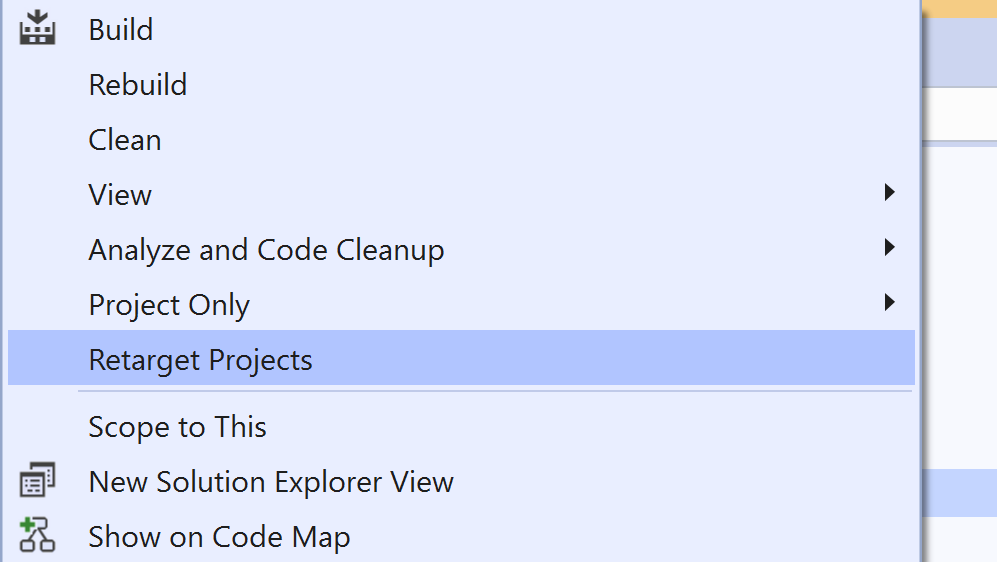 Build
Rebuild
Clean
View
Analyze and Code Cleanup
Project Only
Retarget Projects
Scope to This
New Solution Explorer View
Show on Code Map